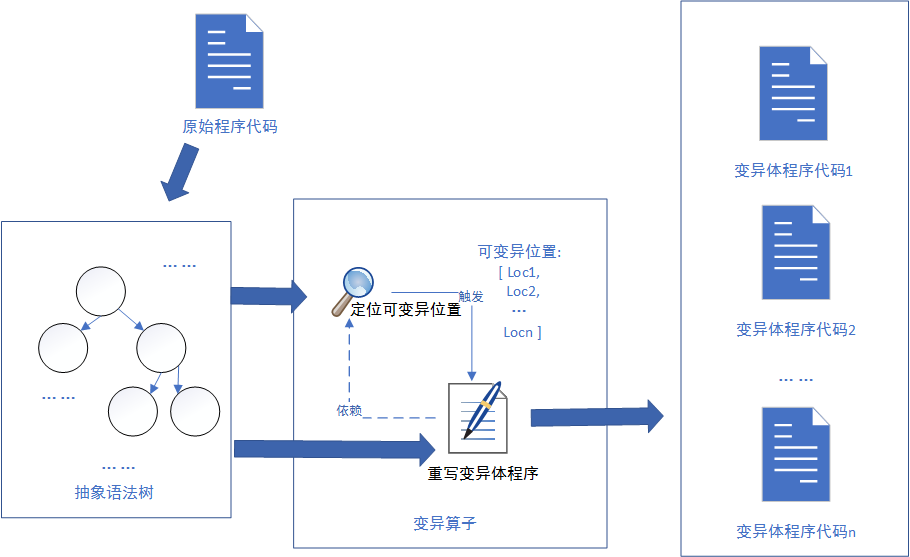 原始程序代码
… …
… …
… …
抽象语法树
定位可变异位置
可变异位置:
[ Loc1,
Loc2,
…
Locn ]
触发
依赖
重写变异体程序
变异算子
变异体程序代码1
变异体程序代码2
… …
变异体程序代码n